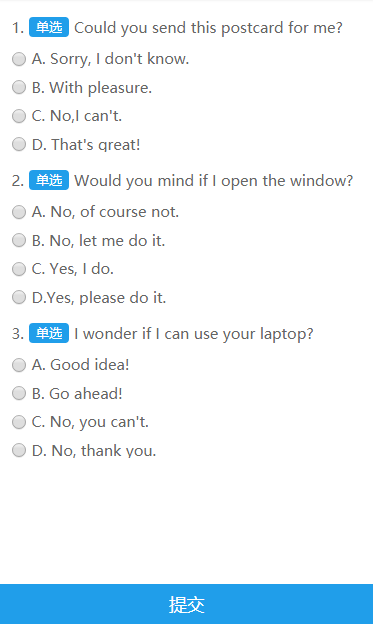 1. 单选 Could you send this postcard for me?
A. Sorry, I don't know.
B. With pleasure.
C. No,I can't.
D. That's great!
2. 单选 Would you mind if I open the window?
A. No, of course not.
B. No, let me do it.
C. Yes, I do.
D.Yes, please do it.
3. 单选 I wonder if I can use your laptop?
A. Good idea!
B. Go ahead!
C. No, you can't.
D. No, thank you.
提交